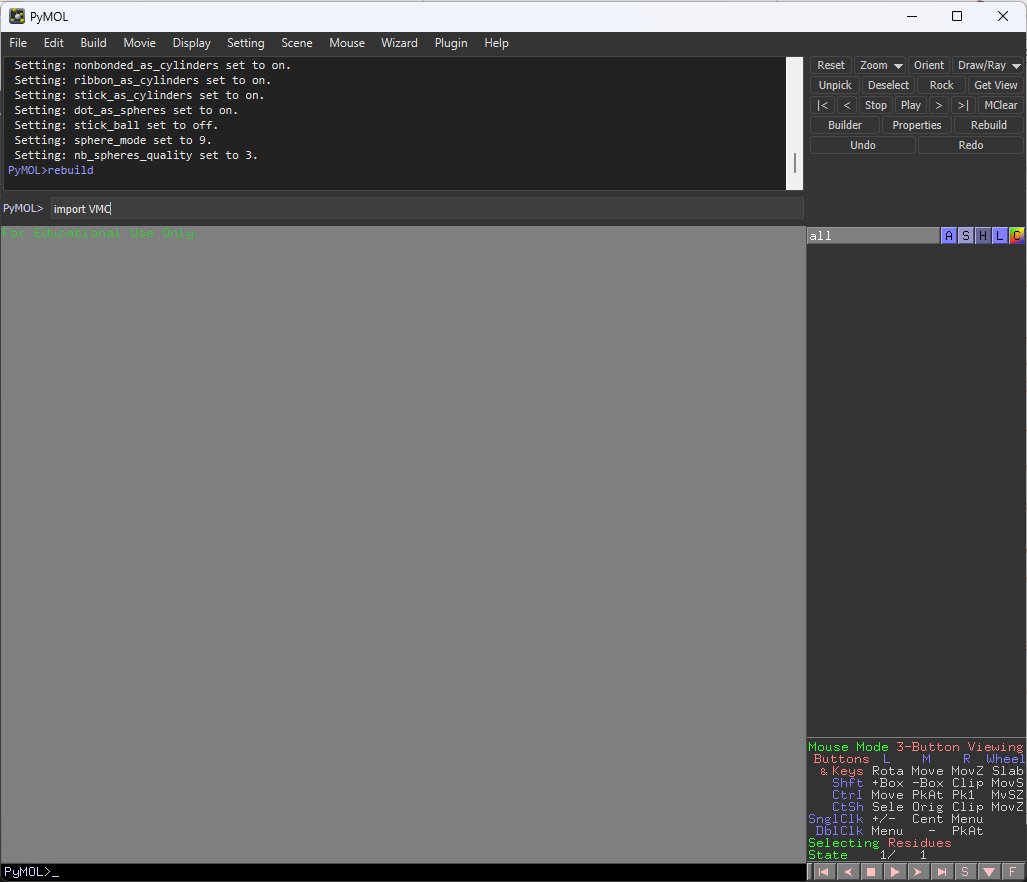 PyMOL
File Edit Build Movie Display Setting Scene Mouse Wizard Plugin Help
Setting: nonbonded_as_cylinders set to on.
Setting: ribbon_as_cylinders set to on.
Setting: stick_as_cylinders set to on.
Setting: dot_as_spheres set to on.
Setting: stick_ball set to off.
Setting: sphere_mode set to 9.
Setting: nb_spheres_quality set to 3.
PyMOL>rebuild
PyMOL> import VMC
Reset Zoom Orient Draw/Ray
Unpick Deselect Rock Get View
|< < Stop Play > >| MClear
Builder Properties Rebuild
Undo Redo
For Educational Use Only
all A S H L C
Mouse Mode 3-Button Viewing
Buttons L M R Wheel
& Keys Rota Move MovZ Slab
Shft +Box -Box Clip MovS
Ctrl Move PkAt Pk1 MvSZ
CtSh Sele Orig Clip MovZ
SnglClk +/- Cent Menu
DblClk Menu - PkAt
Selecting Residues
State 1/ 1
PyMOL>_
S F